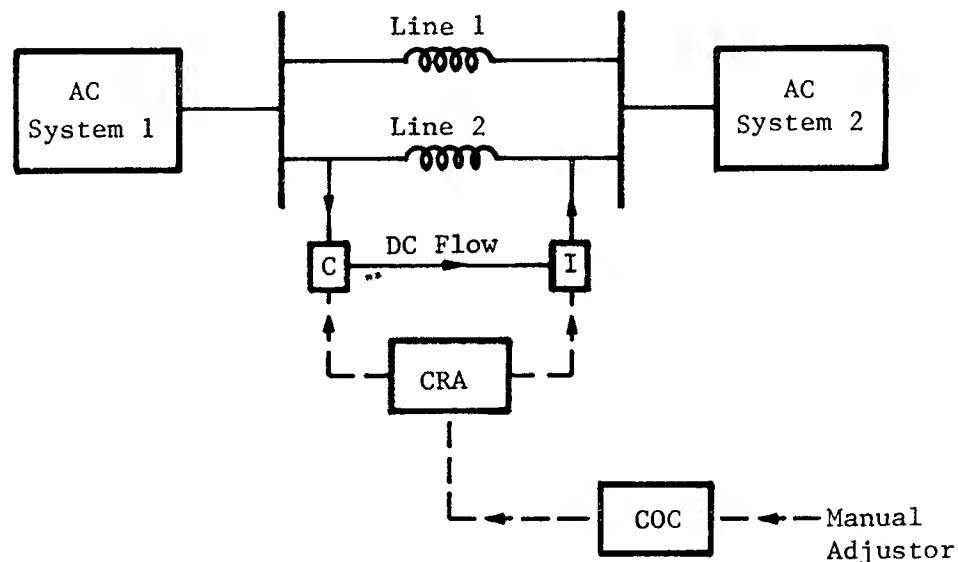 Line 1
AC
System 1
AC
System 2
Line 2
C
DC Flow
I
CRA
COC
Manual
Adjustor